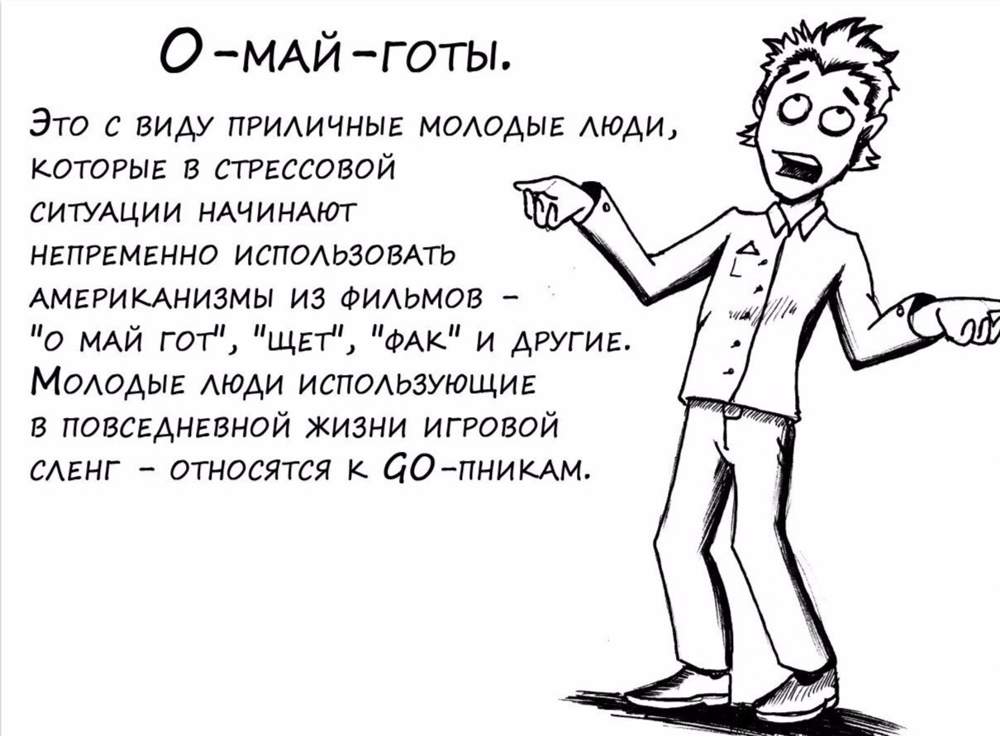 О-май-готы.
Это с виду приличные молодые люди,
которые в стрессовой
ситуации начинают
непременно использовать
американизмы из фильмов –
"о май гот", "щет", "фак" и другие.
Молодые люди использующие
в повседневной жизни игровой
сленг – относятся к GO-пникам.